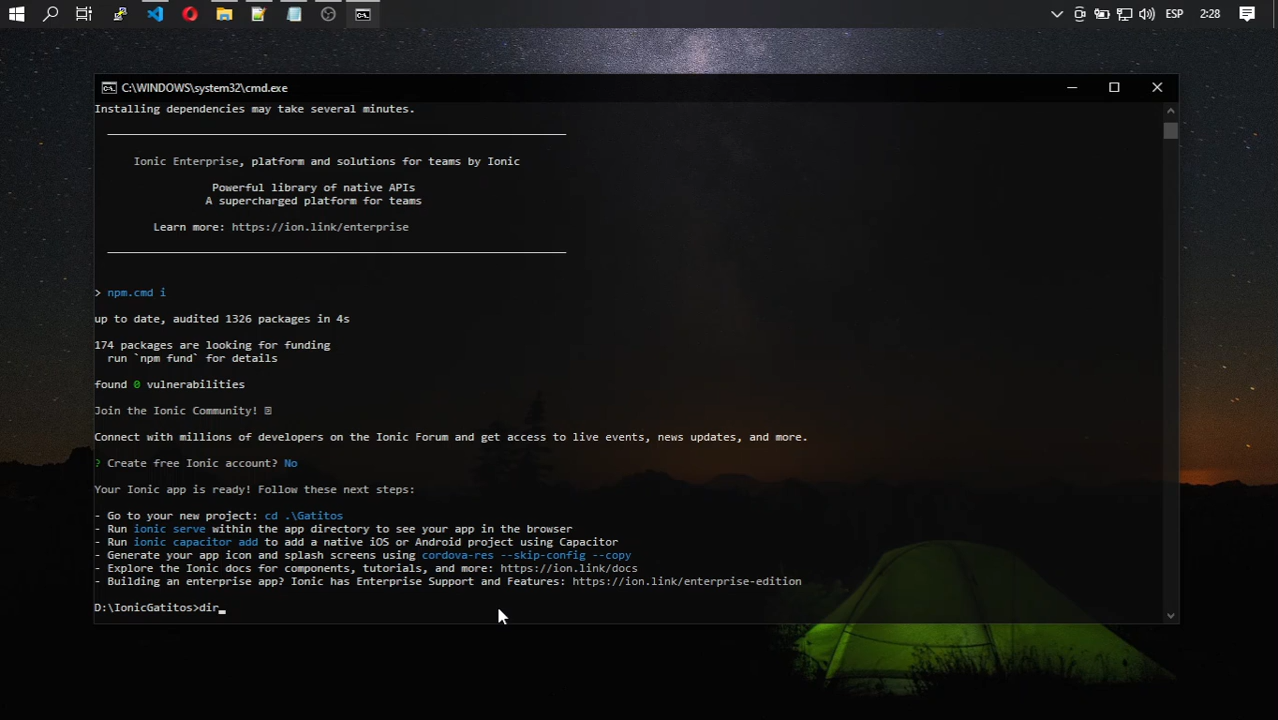 ESP 2:28
C:\WINDOWS\system32\cmd.exe
Installing dependencies may take several minutes.
Ionic Enterprise, platform and solutions for teams by Ionic
Powerful library of native APIs
A supercharged platform for teams
Learn more: https://ion.link/enterprise
> npm.cmd i
up to date, audited 1326 packages in 4s
174 packages are looking for funding
run `npm fund` for details
found 0 vulnerabilities
Join the Ionic Community!
Connect with millions of developers on the Ionic Forum and get access to live events, news updates, and more.
? Create free Ionic account? No
Your Ionic app is ready! Follow these next steps:
- Go to your new project: cd .\Gatitos
- Run ionic serve within the app directory to see your app in the browser
- Run ionic capacitor add to add a native iOS or Android project using Capacitor
- Generate your app icon and splash screens using cordova-res --skip-config --copy
- Explore the Ionic docs for components, tutorials, and more: https://ion.link/docs
- Building an enterprise app? Ionic has Enterprise Support and Features: https://ion.link/enterprise-edition
D:\IonicGatitos>dir_